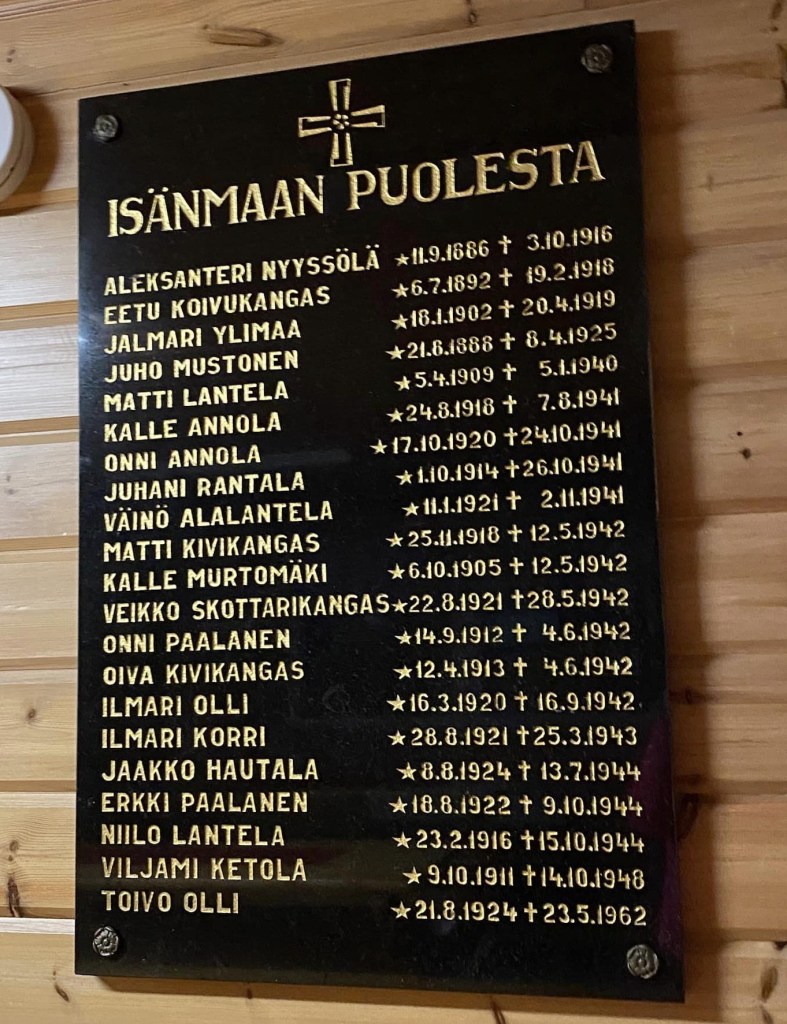 ISÄNMAAN PUOLESTA
ALEKSANTERI NYYSSÖLÄ ★11.9.1886 ✝ 3.10.1916
EETU KOIVUKANGAS ★6.7.1892 ✝ 19.2.1918
JALMARI YLIMAA ★18.1.1902 ✝ 20.4.1919
JUHO MUSTONEN ★21.8.1888 ✝ 8.4.1925
MATTI LANTELA ★5.4.1909 ✝ 5.1.1940
KALLE ANNOLA ★24.8.1918 ✝ 7.8.1941
ONNI ANNOLA ★17.10.1920 ✝24.10.1941
JUHANI RANTALA ★1.10.1914 ✝26.10.1941
VÄINÖ ALALANTELA ★11.1.1921 ✝ 2.11.1941
MATTI KIVIKANGAS ★25.11.1918 ✝ 12.5.1942
KALLE MURTOMÄKI ★6.10.1905 ✝ 12.5.1942
VEIKKO SKOTTARIKANGAS★22.8.1921 ✝28.5.1942
ONNI PAALANEN ★14.9.1912 ✝ 4.6.1942
OIVA KIVIKANGAS ★12.4.1913 ✝ 4.6.1942
ILMARI OLLI ★16.3.1920 ✝ 16.9.1942
ILMARI KORRI ★28.8.1921 ✝25.3.1943
JAAKKO HAUTALA ★8.8.1924 ✝ 13.7.1944
ERKKI PAALANEN ★18.8.1922 ✝ 9.10.1944
NIILO LANTELA ★23.2.1916 ✝15.10.1944
VILJAMI KETOLA ★9.10.1911 ✝14.10.1948
TOIVO OLLI ★21.8.1924 ✝23.5.1962